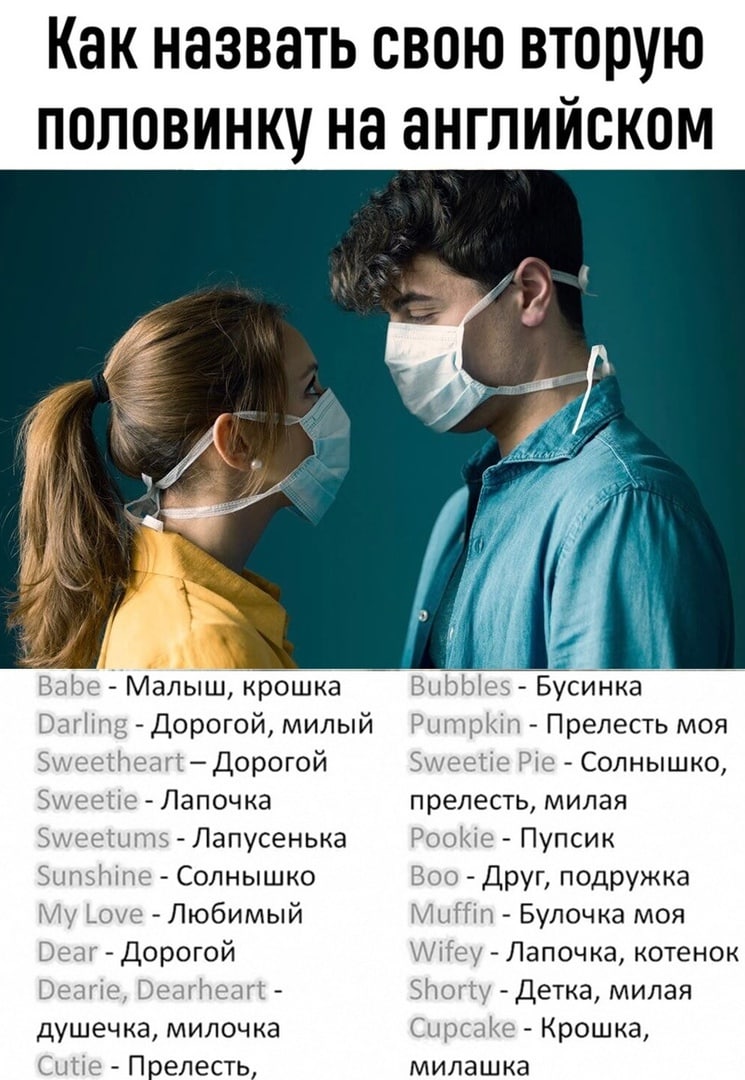 Как назвать свою вторую
половинку на английском
Babe - Малыш, крошка
Darling - Дорогой, милый
Sweetheart – Дорогой
Sweetie - Лапочка
Sweetums - Лапусенька
Sunshine - Солнышко
My Love - Любимый
Dear - Дорогой
Dearie, Dearheart -
душечка, милочка
Cutie - Прелесть,
Bubbles - Бусинка
Pumpkin - Прелесть моя
Sweetie Pie - Солнышко,
прелесть, милая
Pookie - Пупсик
Boo - Друг, подружка
Muffin - Булочка моя
Wifey - Лапочка, котенок
Shorty - Детка, милая
Cupcake - Крошка,
милашка